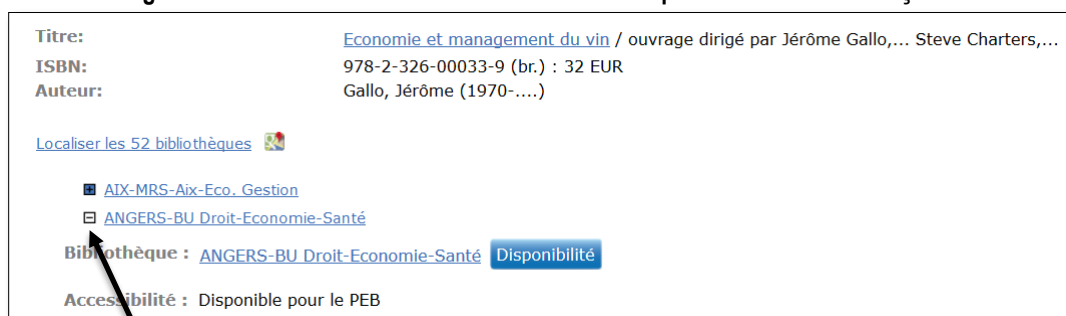 Titre: Economie et management du vin / ouvrage dirigé par Jérôme Gallo,... Steve Charters,...
ISBN: 978-2-326-00033-9 (br.) : 32 EUR
Auteur: Gallo, Jérôme (1970-....)
Localiser les 52 bibliothèques
AIX-MRS-Aix-Eco. Gestion
ANGERS-BU Droit-Economie-Santé
Bibliothèque : ANGERS-BU Droit-Economie-Santé Disponibilité
Accessibilité : Disponible pour le PEB